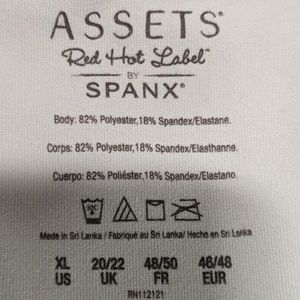 ASSETS®
Red Hot Label™
BY
SPANX®
Body: 82% Polyester,18% Spandex/Elastane.
Corps: 82% Polyester,18% Spandex/Elasthanne.
Cuerpo: 82% Poliéster,18% Spandex/Elastano.
Made in Sri Lanka / Fabriqué au Sri Lanka/ Hecho en Sri Lanka
XL 20/22 48/50 46/48
US UK FR EUR
RN112121